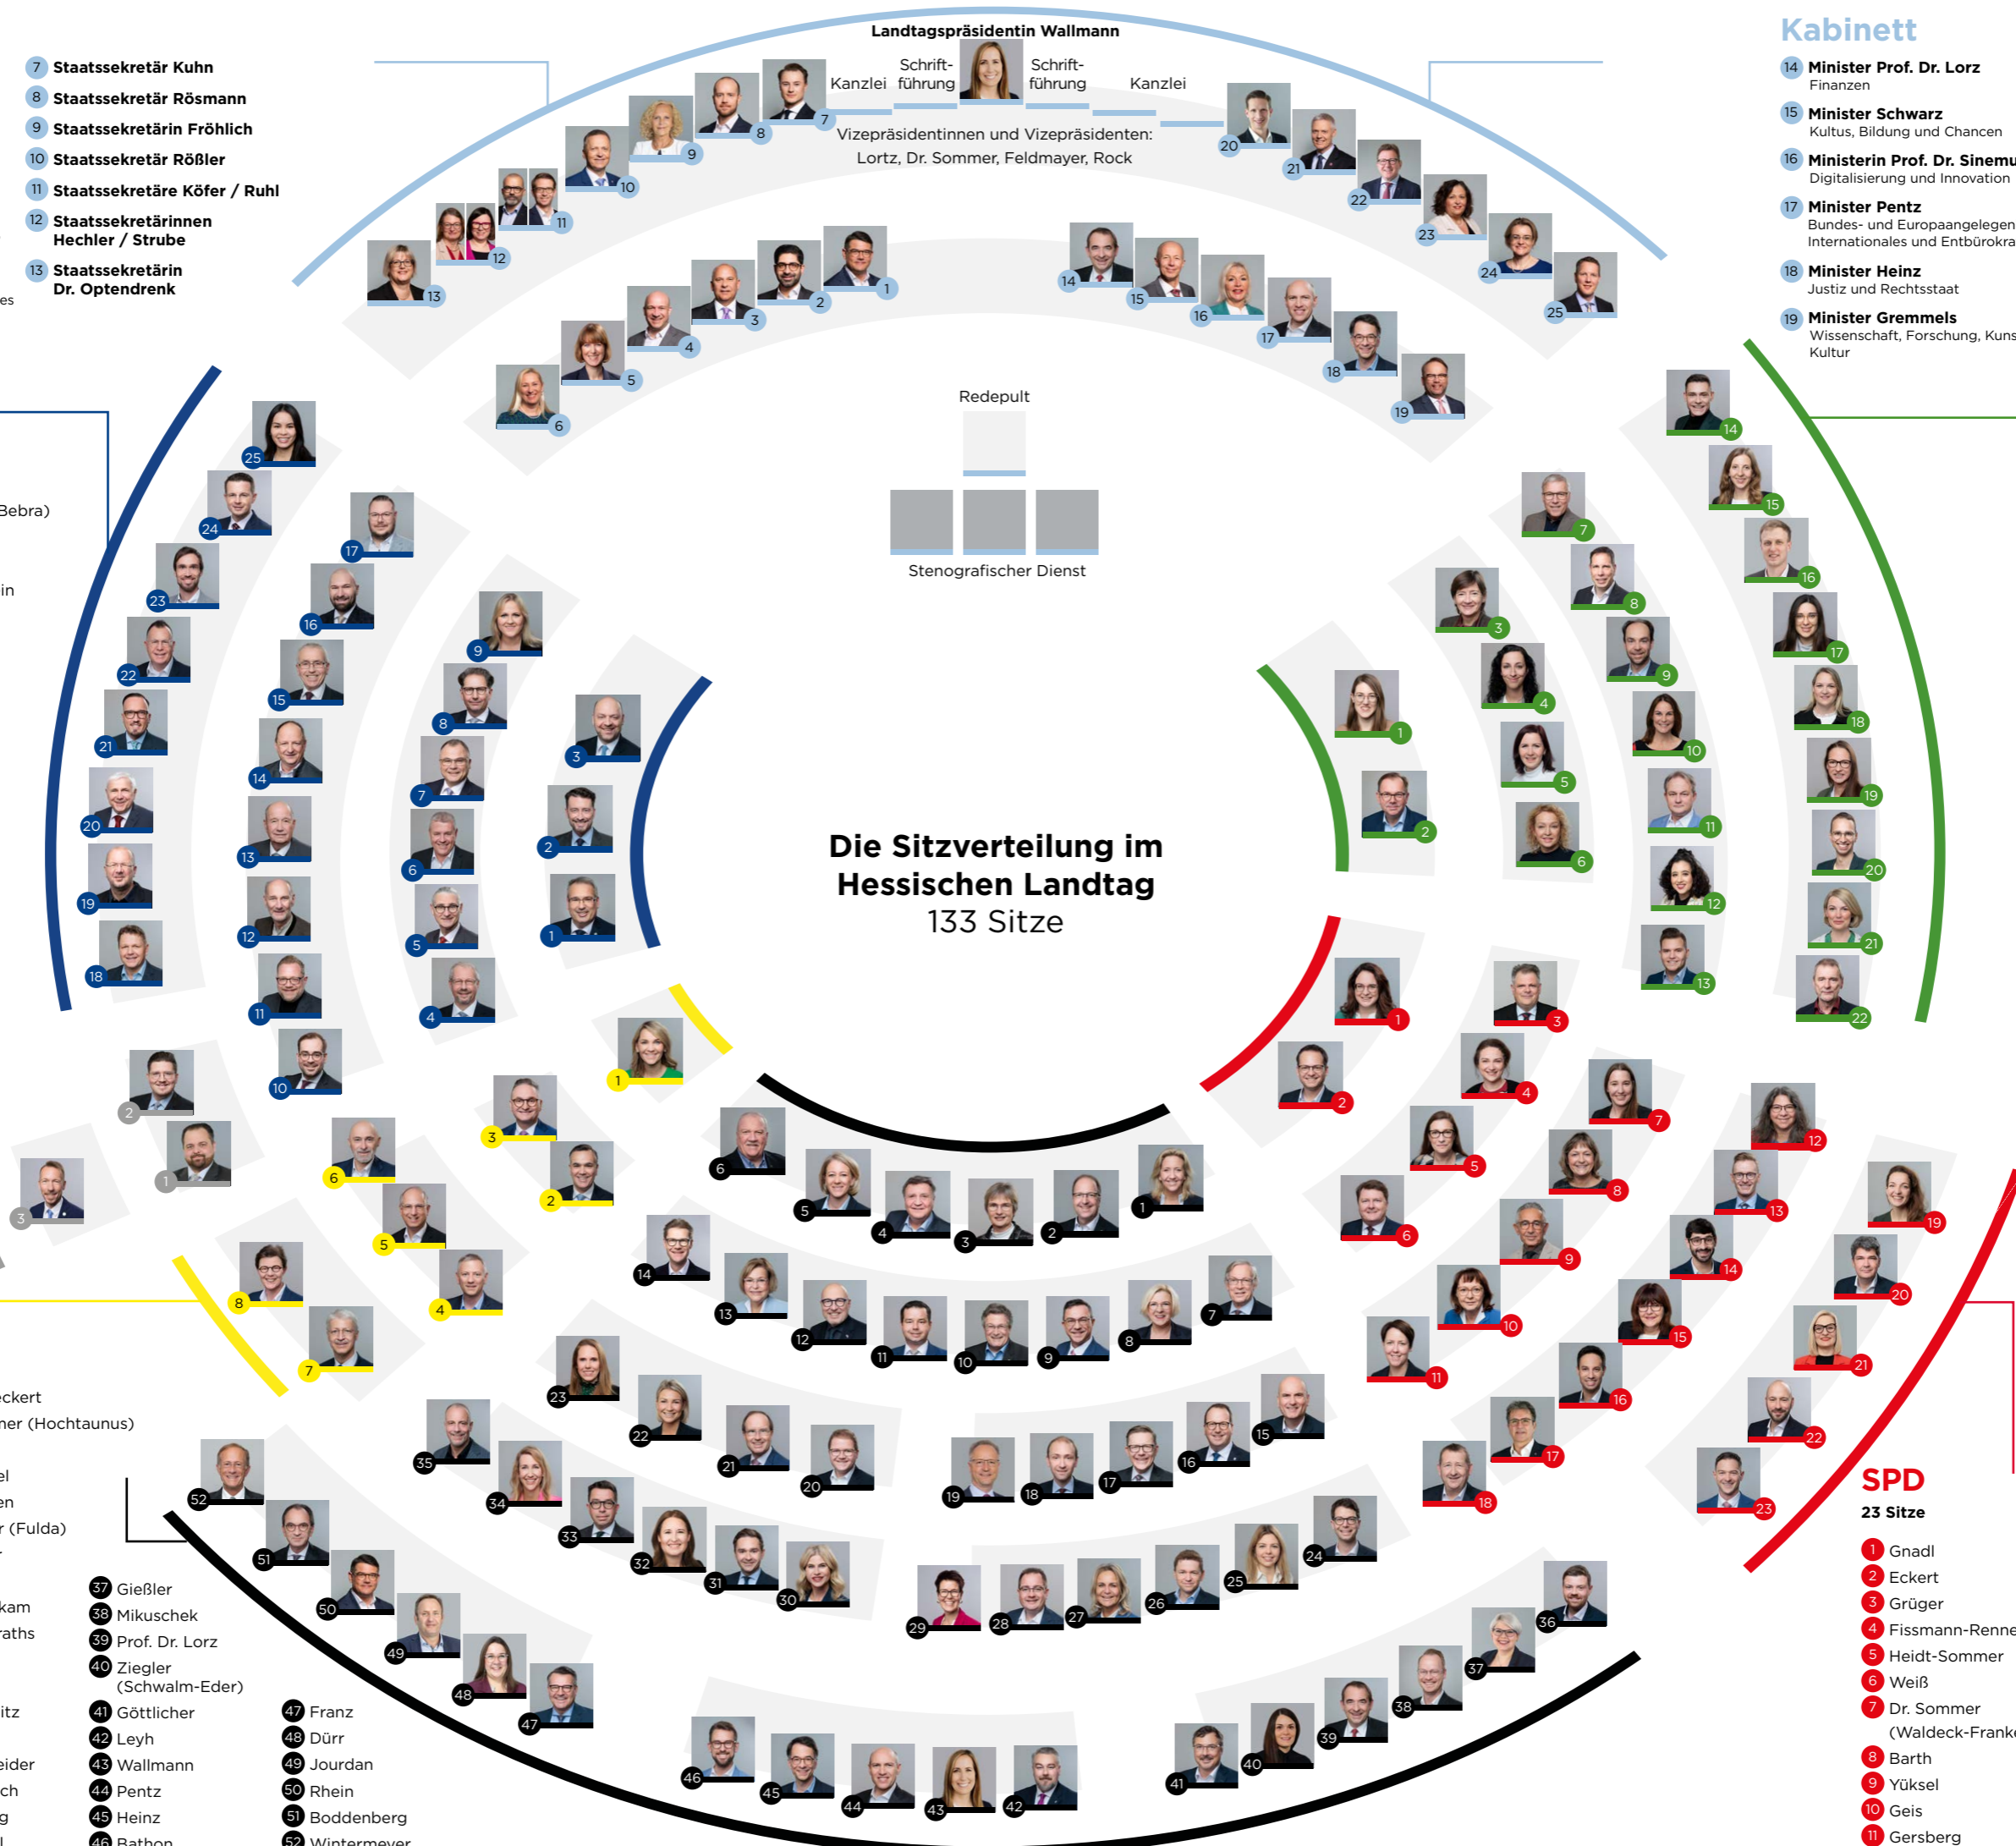 Landtagspräsidentin Wallmann
Kanzlei
Schrift-
führung
Schrift-
führung
Kanzlei
Vizepräsidentinnen und Vizepräsidenten:
Lortz, Dr. Sommer, Feldmayer, Rock
7 Staatssekretär Kuhn
8 Staatssekretär Rösmann
9 Staatssekretärin Fröhlich
10 Staatssekretär Rößler
11 Staatssekretäre Köfer / Ruhl
12 Staatssekretärinnen
Hechler / Strube
13 Staatssekretärin
Dr. Optendrenk
es
Kabinett
14 Minister Prof. Dr. Lorz
Finanzen
15 Minister Schwarz
Kultus, Bildung und Chancen
16 Ministerin Prof. Dr. Sinemu
Digitalisierung und Innovation
17 Minister Pentz
Bundes- und Europaangelegen
Internationales und Entbürokra
18 Minister Heinz
Justiz und Rechtsstaat
19 Minister Gremmels
Wissenschaft, Forschung, Kuns
Kultur
Redepult
Stenografischer Dienst
Die Sitzverteilung im
Hessischen Landtag
133 Sitze
Bebra)
in
eckert
ner (Hochtaunus)
el
en
r (Fulda)
kam
raths
itz
eider
ch
g
37 Gießler
38 Mikuschek
39 Prof. Dr. Lorz
40 Ziegler
(Schwalm-Eder)
41 Göttlicher
42 Leyh
43 Wallmann
44 Pentz
45 Heinz
46 Bathon
47 Franz
48 Dürr
49 Jourdan
50 Rhein
51 Boddenberg
52 Wintermeyer
SPD
23 Sitze
1 Gnadl
2 Eckert
3 Grüger
4 Fissmann-Renne
5 Heidt-Sommer
6 Weiß
7 Dr. Sommer
(Waldeck-Franke
8 Barth
9 Yüksel
10 Geis
11 Gersberg